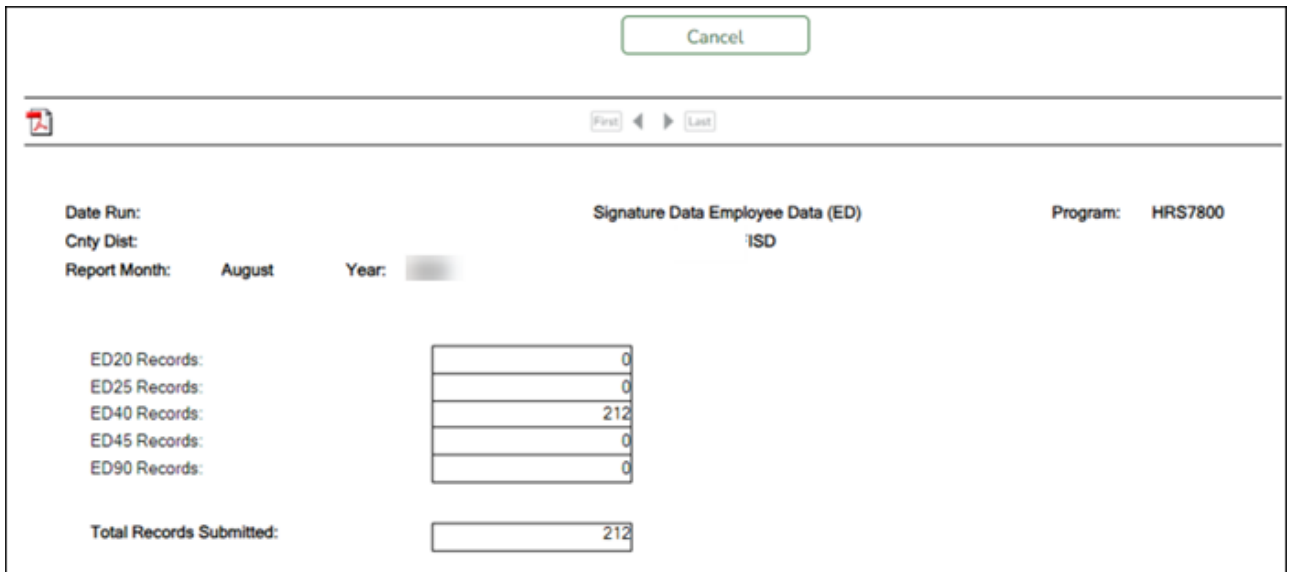 Cancel
First Last
Date Run: Signature Data Employee Data (ED) Program: HRS7800
Cnty Dist: ISD
Report Month: August Year:
ED20 Records: 0
ED25 Records: 0
ED40 Records: 212
ED45 Records: 0
ED90 Records: 0
Total Records Submitted: 212